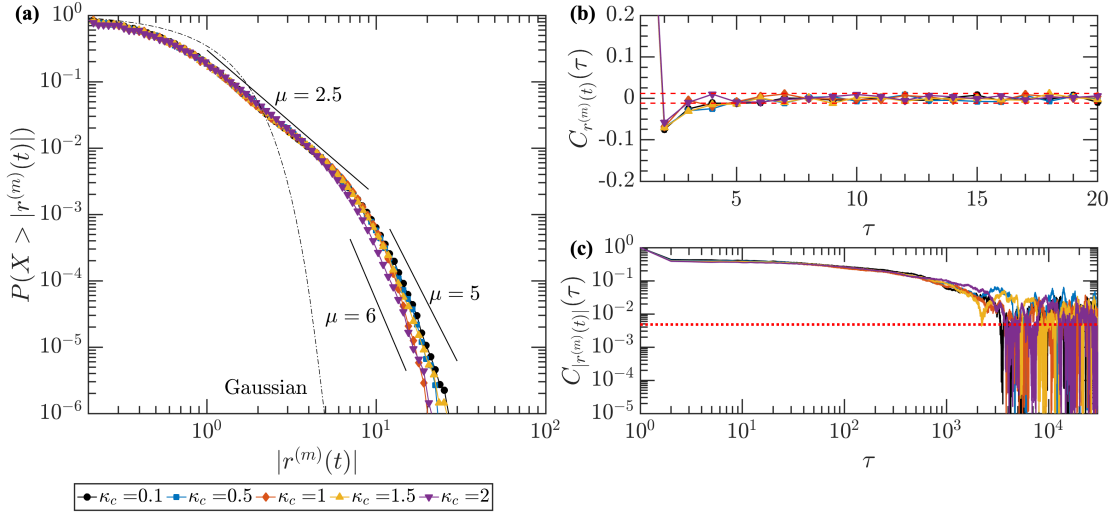 (a)
10^0
10^-1
10^-2
10^-3
10^-4
10^-5
10^-6
P(X > |r^(m)(t)|)
μ = 2.5
μ = 5
μ = 6
Gaussian
10^0 10^1 10^2
|r^(m)(t)|
κ_c =0.1 κ_c =0.5 κ_c =1 κ_c =1.5 κ_c =2
(b)
0.2
0.1
0
-0.1
-0.2
C_{r^(m)(t)}(τ)
5 10 15 20
τ
(c)
10^0
10^-1
10^-2
10^-3
10^-4
10^-5
C_{|r^(m)(t)|}(τ)
10^0 10^1 10^2 10^3 10^4
τ